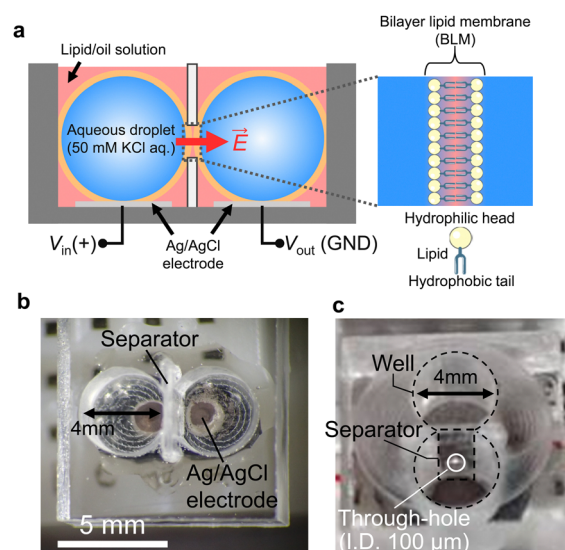 a
Lipid/oil solution
Aqueous droplet
(50 mM KCl aq.)
E
Vin(+)
Ag/AgCl
electrode
Vout (GND)
Bilayer lipid membrane
(BLM)
Hydrophilic head
Lipid
Hydrophobic tail
b
Separator
4mm
Ag/AgCl
electrode
5 mm
c
Well
4mm
Separator
Through-hole
(I.D. 100 μm)